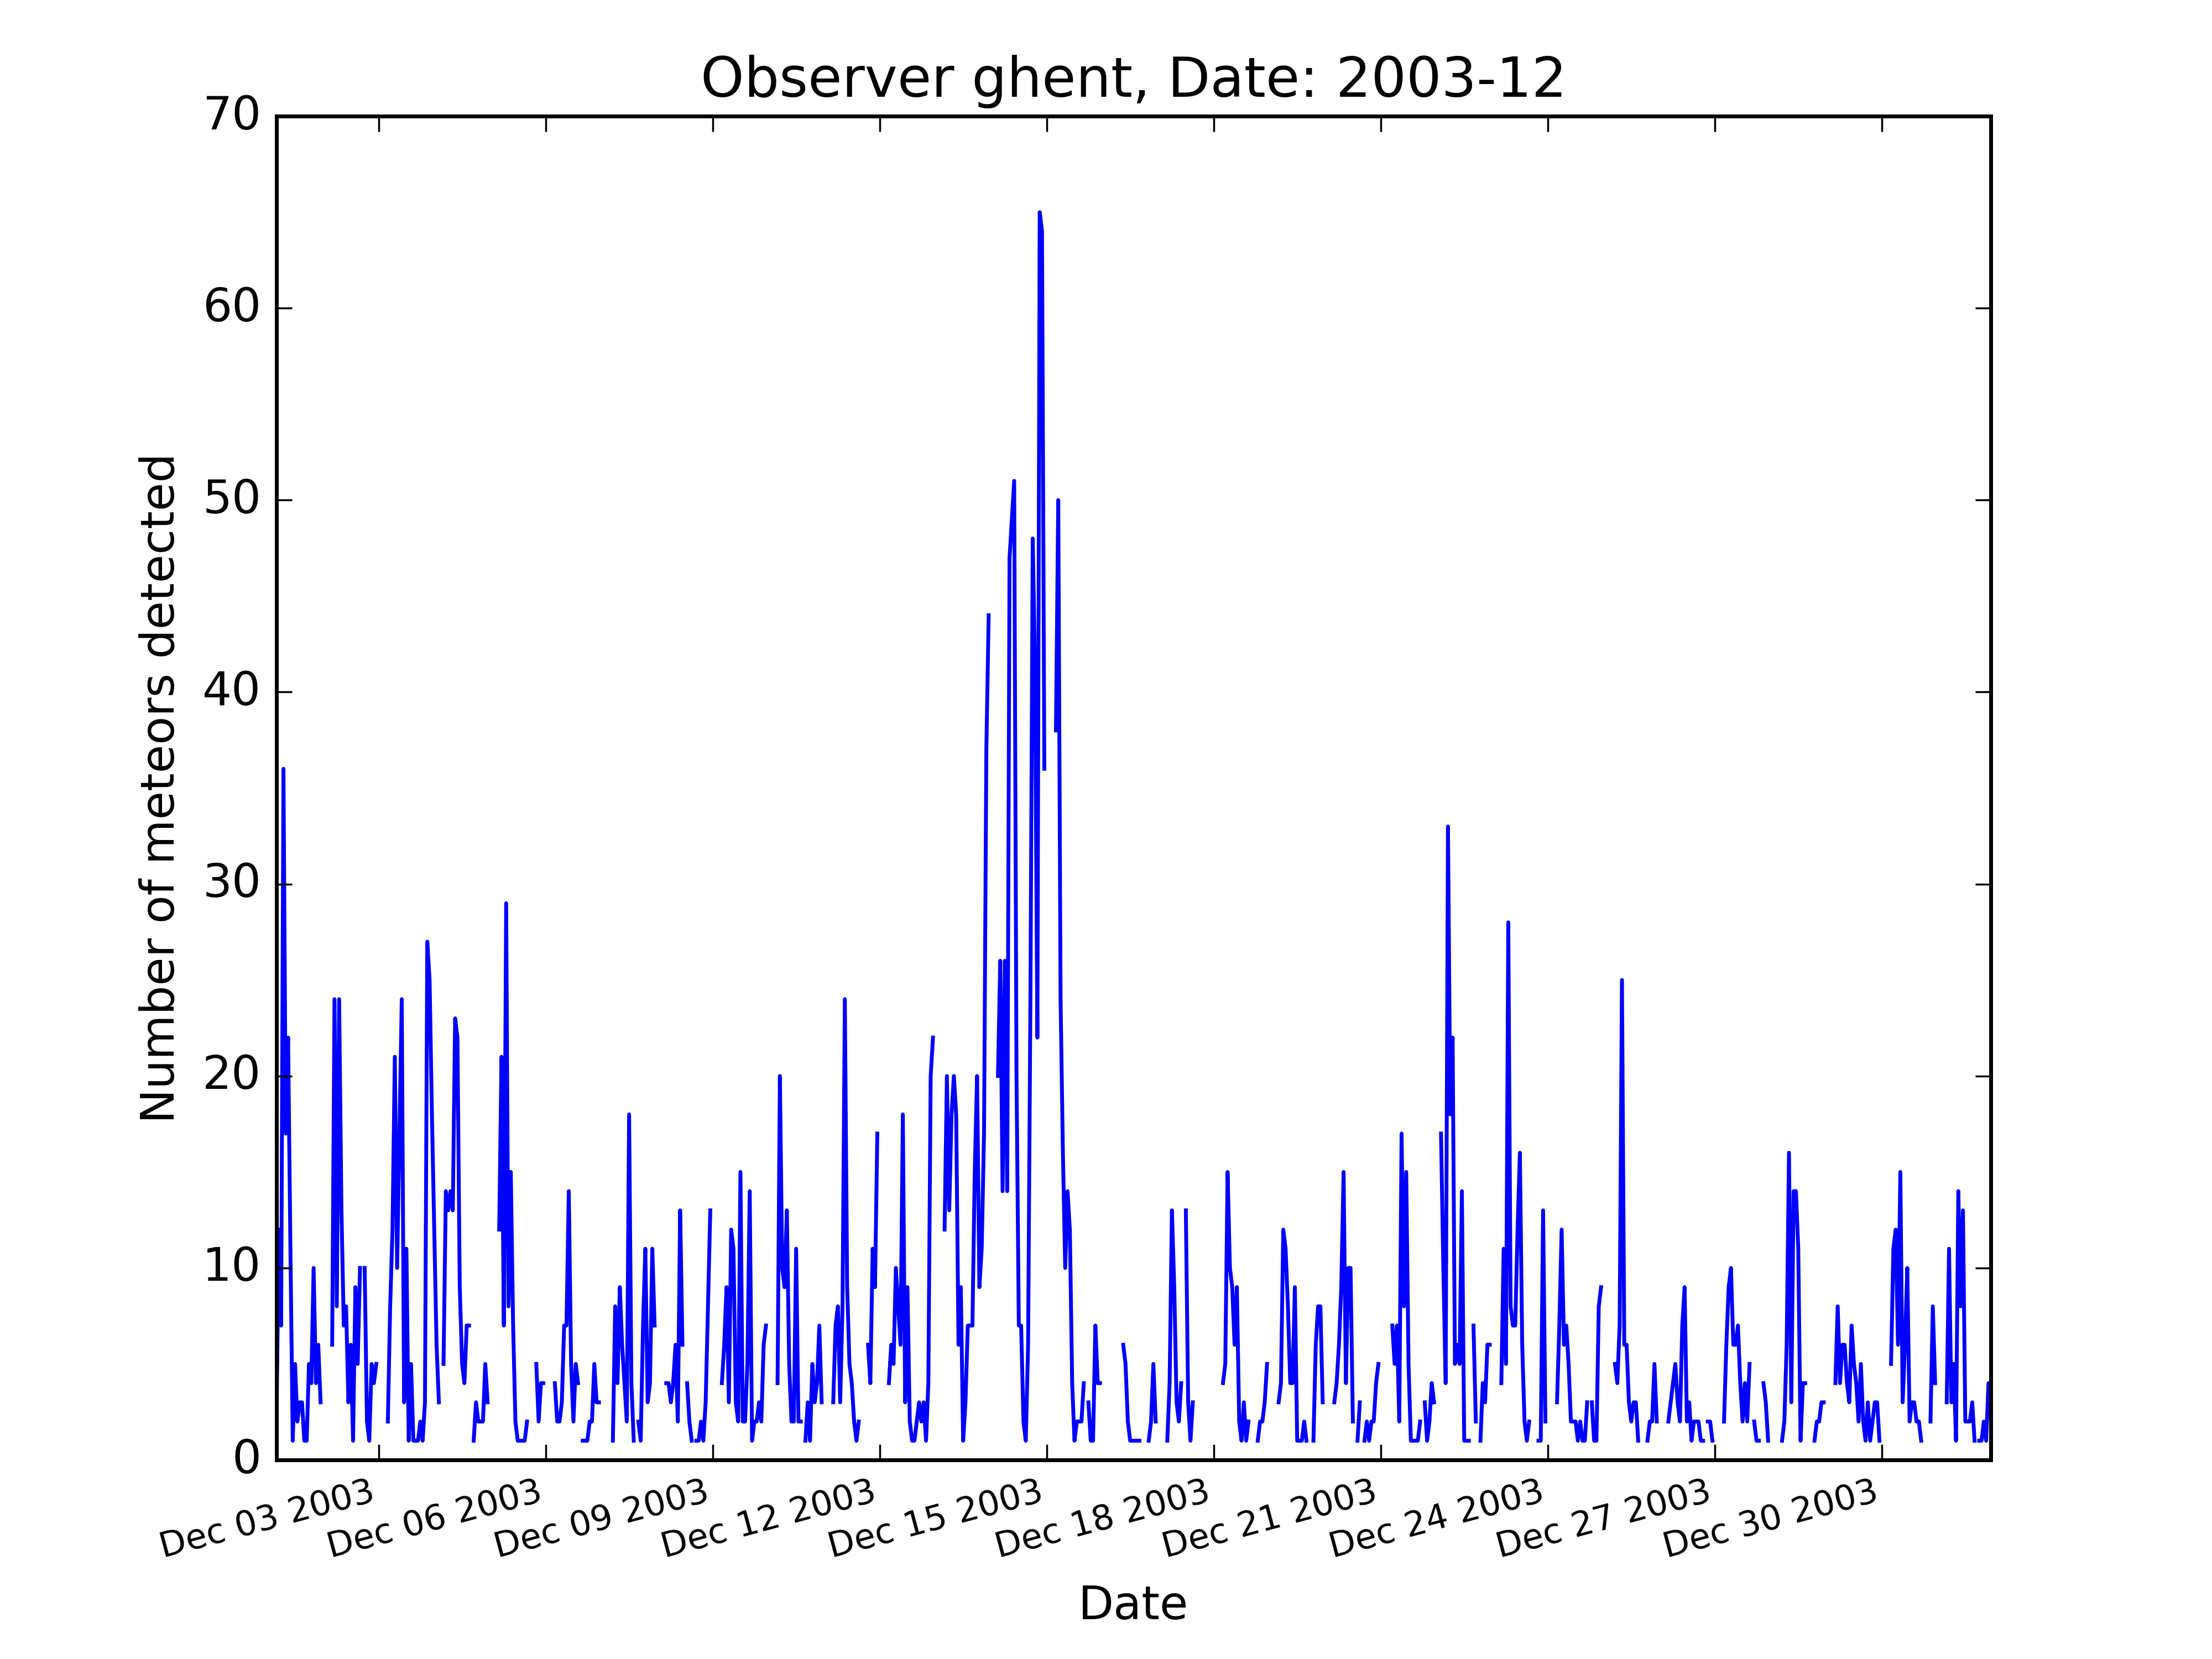 Observer ghent, Date: 2003-12
70
60
50
40
30
20
10
0
Number of meteors detected
Dec 03 2003
Dec 06 2003
Dec 09 2003
Dec 12 2003
Dec 15 2003
Dec 18 2003
Dec 21 2003
Dec 24 2003
Dec 27 2003
Dec 30 2003
Date